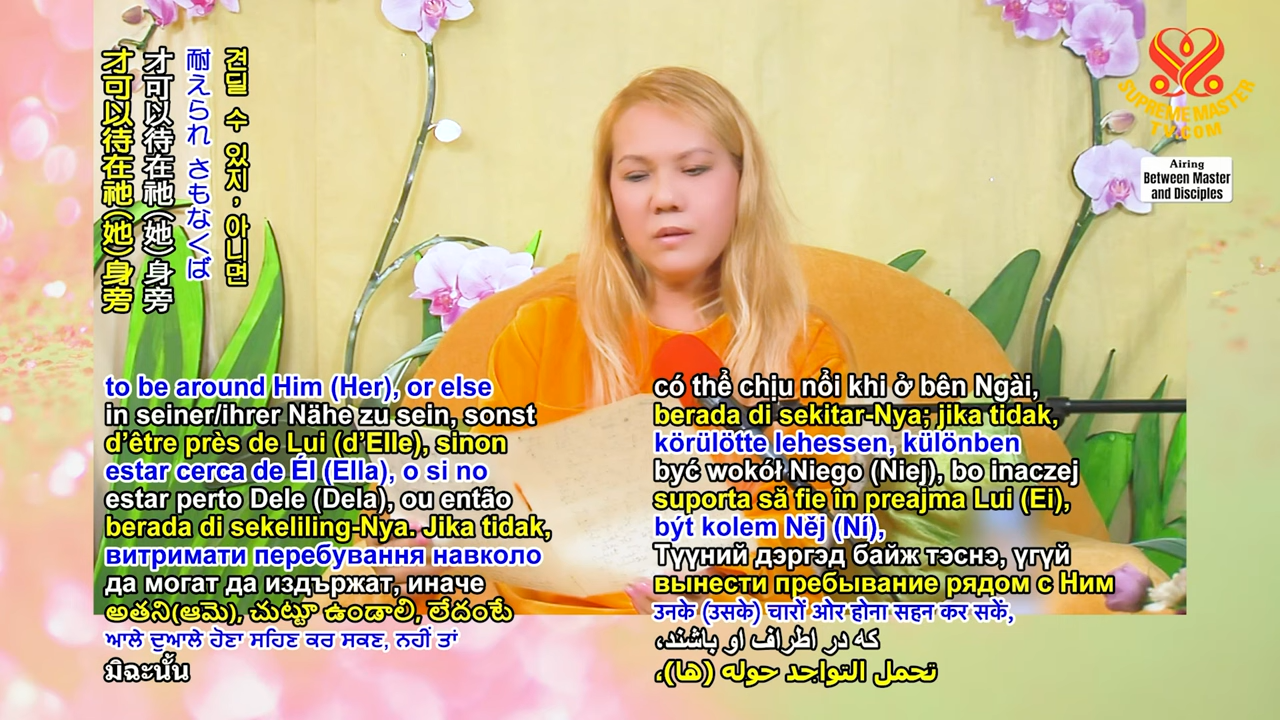 견딜 수 있지, 아니면
耐えられ さもなくば
才可以待在祂(她)身旁
才可以待在祂(她)身旁
SUPREME MASTER
TV.COM
Airing
Between Master
and Disciples
to be around Him (Her), or else
in seiner/ihrer Nähe zu sein, sonst
d’être près de Lui (d’Elle), sinon
estar cerca de Él (Ella), o si no
estar perto Dele (Dela), ou então
berada di sekeliling-Nya. Jika tidak,
витримати перебування навколо
да могат да издържат, иначе
అతని(ఆమె), చుట్టూ ఉండాలి, లేదంటే
ਆਲੇ ਦੁਆਲੇ ਹੋਣਾ ਸਹਿਣ ਕਰ ਸਕਣ, ਨਹੀਂ ਤਾਂ
มิฉะนั้น
có thể chịu nổi khi ở bên Ngài,
berada di sekitar-Nya; jika tidak,
körülötte lehessen, különben
być wokół Niego (Niej), bo inaczej
suporta să fie în preajma Lui (Ei),
být kolem Něj (Ní),
Түүний дэргэд байж тэснэ, үгүй
вынести пребывание рядом с Ним
उनके (उसके) चारों ओर होना सहन कर सकें,
که در اطراف او باشند،
تحمل التواجد حوله (ها)،